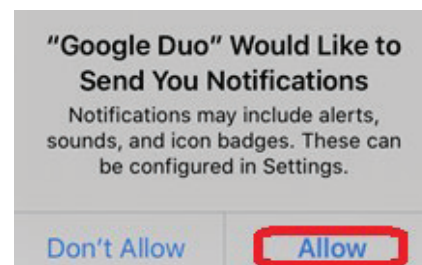 “Google Duo” Would Like to
Send You Notifications
Notifications may include alerts,
sounds, and icon badges. These can
be configured in Settings.
Don’t Allow Allow